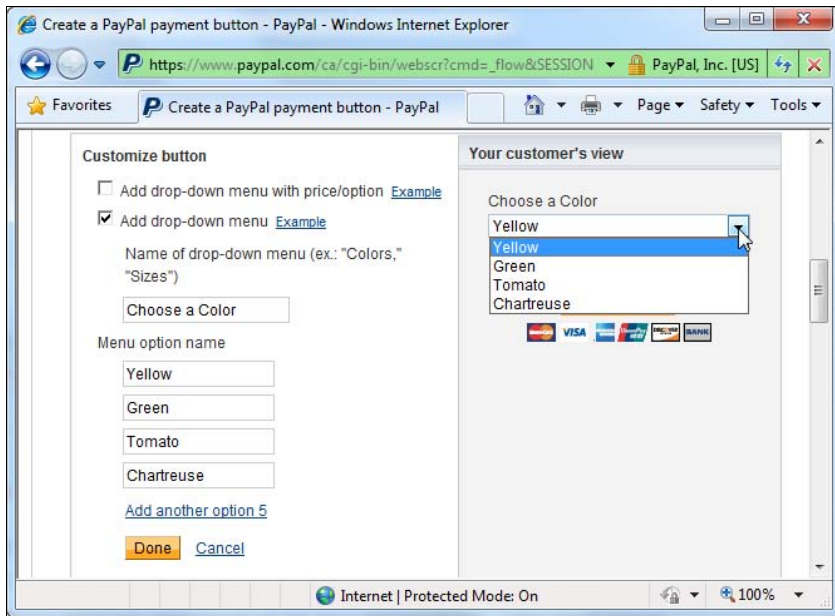 Create a PayPal payment button - PayPal - Windows Internet Explorer
https://www.paypal.com/ca/cgi-bin/webscr?cmd=_flow&SESSION
PayPal, Inc. [US]
Favorites
Create a PayPal payment button - PayPal
Page
Safety
Tools
Customize button
Add drop-down menu with price/option Example
Add drop-down menu Example
Name of drop-down menu (ex.: "Colors,"
"Sizes")
Choose a Color
Menu option name
Yellow
Green
Tomato
Chartreuse
Add another option 5
Done Cancel
Your customer's view
Choose a Color
Yellow
Yellow
Green
Tomato
Chartreuse
VISA
BANK
Internet | Protected Mode: On
100%